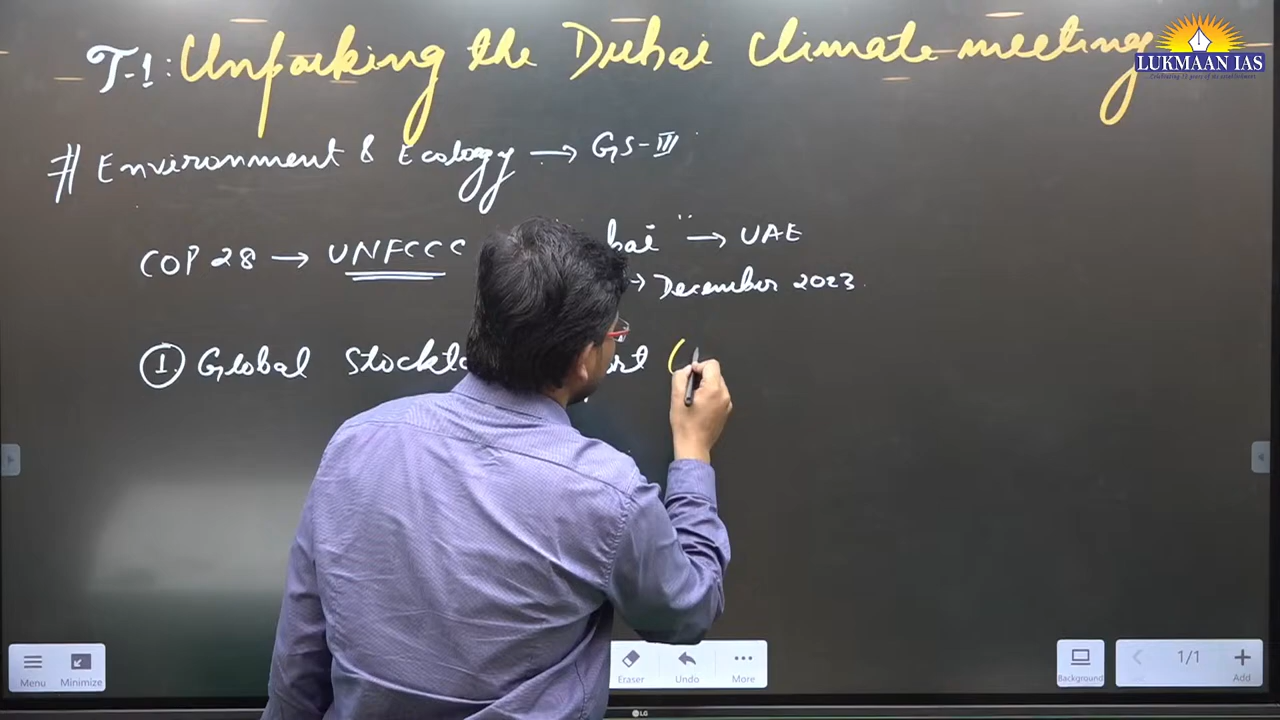 T-1: Unpacking the Dubai Climate meeting
LUKMAAN IAS
# Environment & Ecology → GS-III
COP 28 → UNFCCC → UAE
→ December 2023.
1. Global
Menu
Minimize
Eraser
Undo
More
Background
1/1
Add
LG